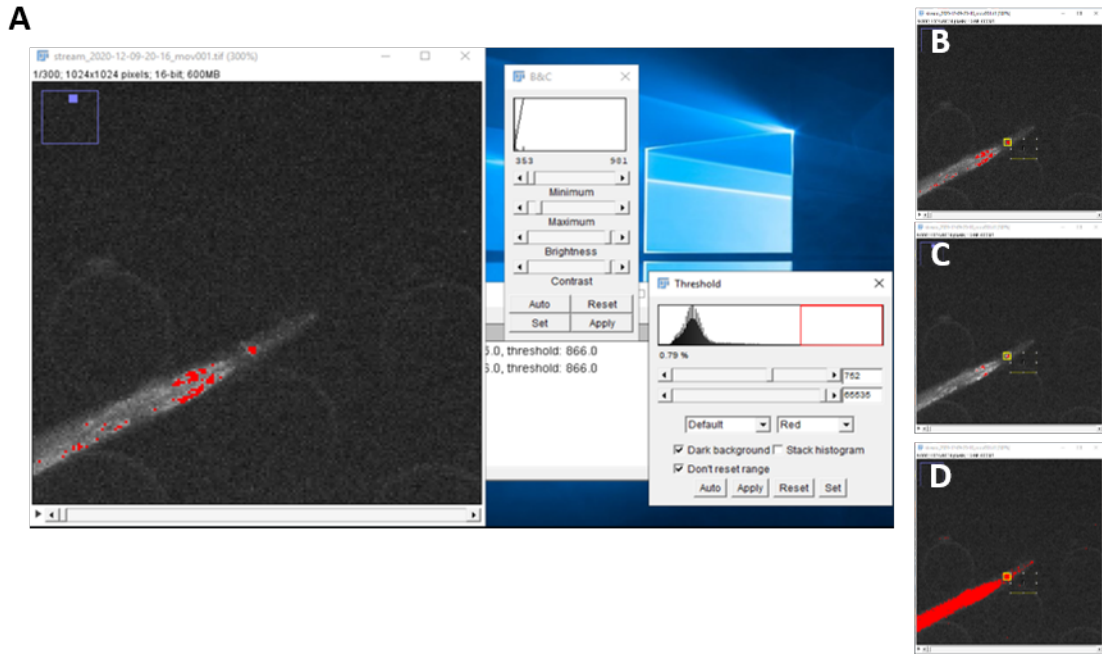 A
stream_2020-12-09-20-16_mov001.tif (300%)
1/300; 1024x1024 pixels; 16-bit; 600MB
B&C
353 901
Minimum
Maximum
Brightness
Contrast
Auto Reset
Set Apply
5.0, threshold: 866.0
5.0, threshold: 866.0
Threshold
0.79 %
762
65535
Default Red
Dark background Stack histogram
Don't reset range
Auto Apply Reset Set
B
C
D